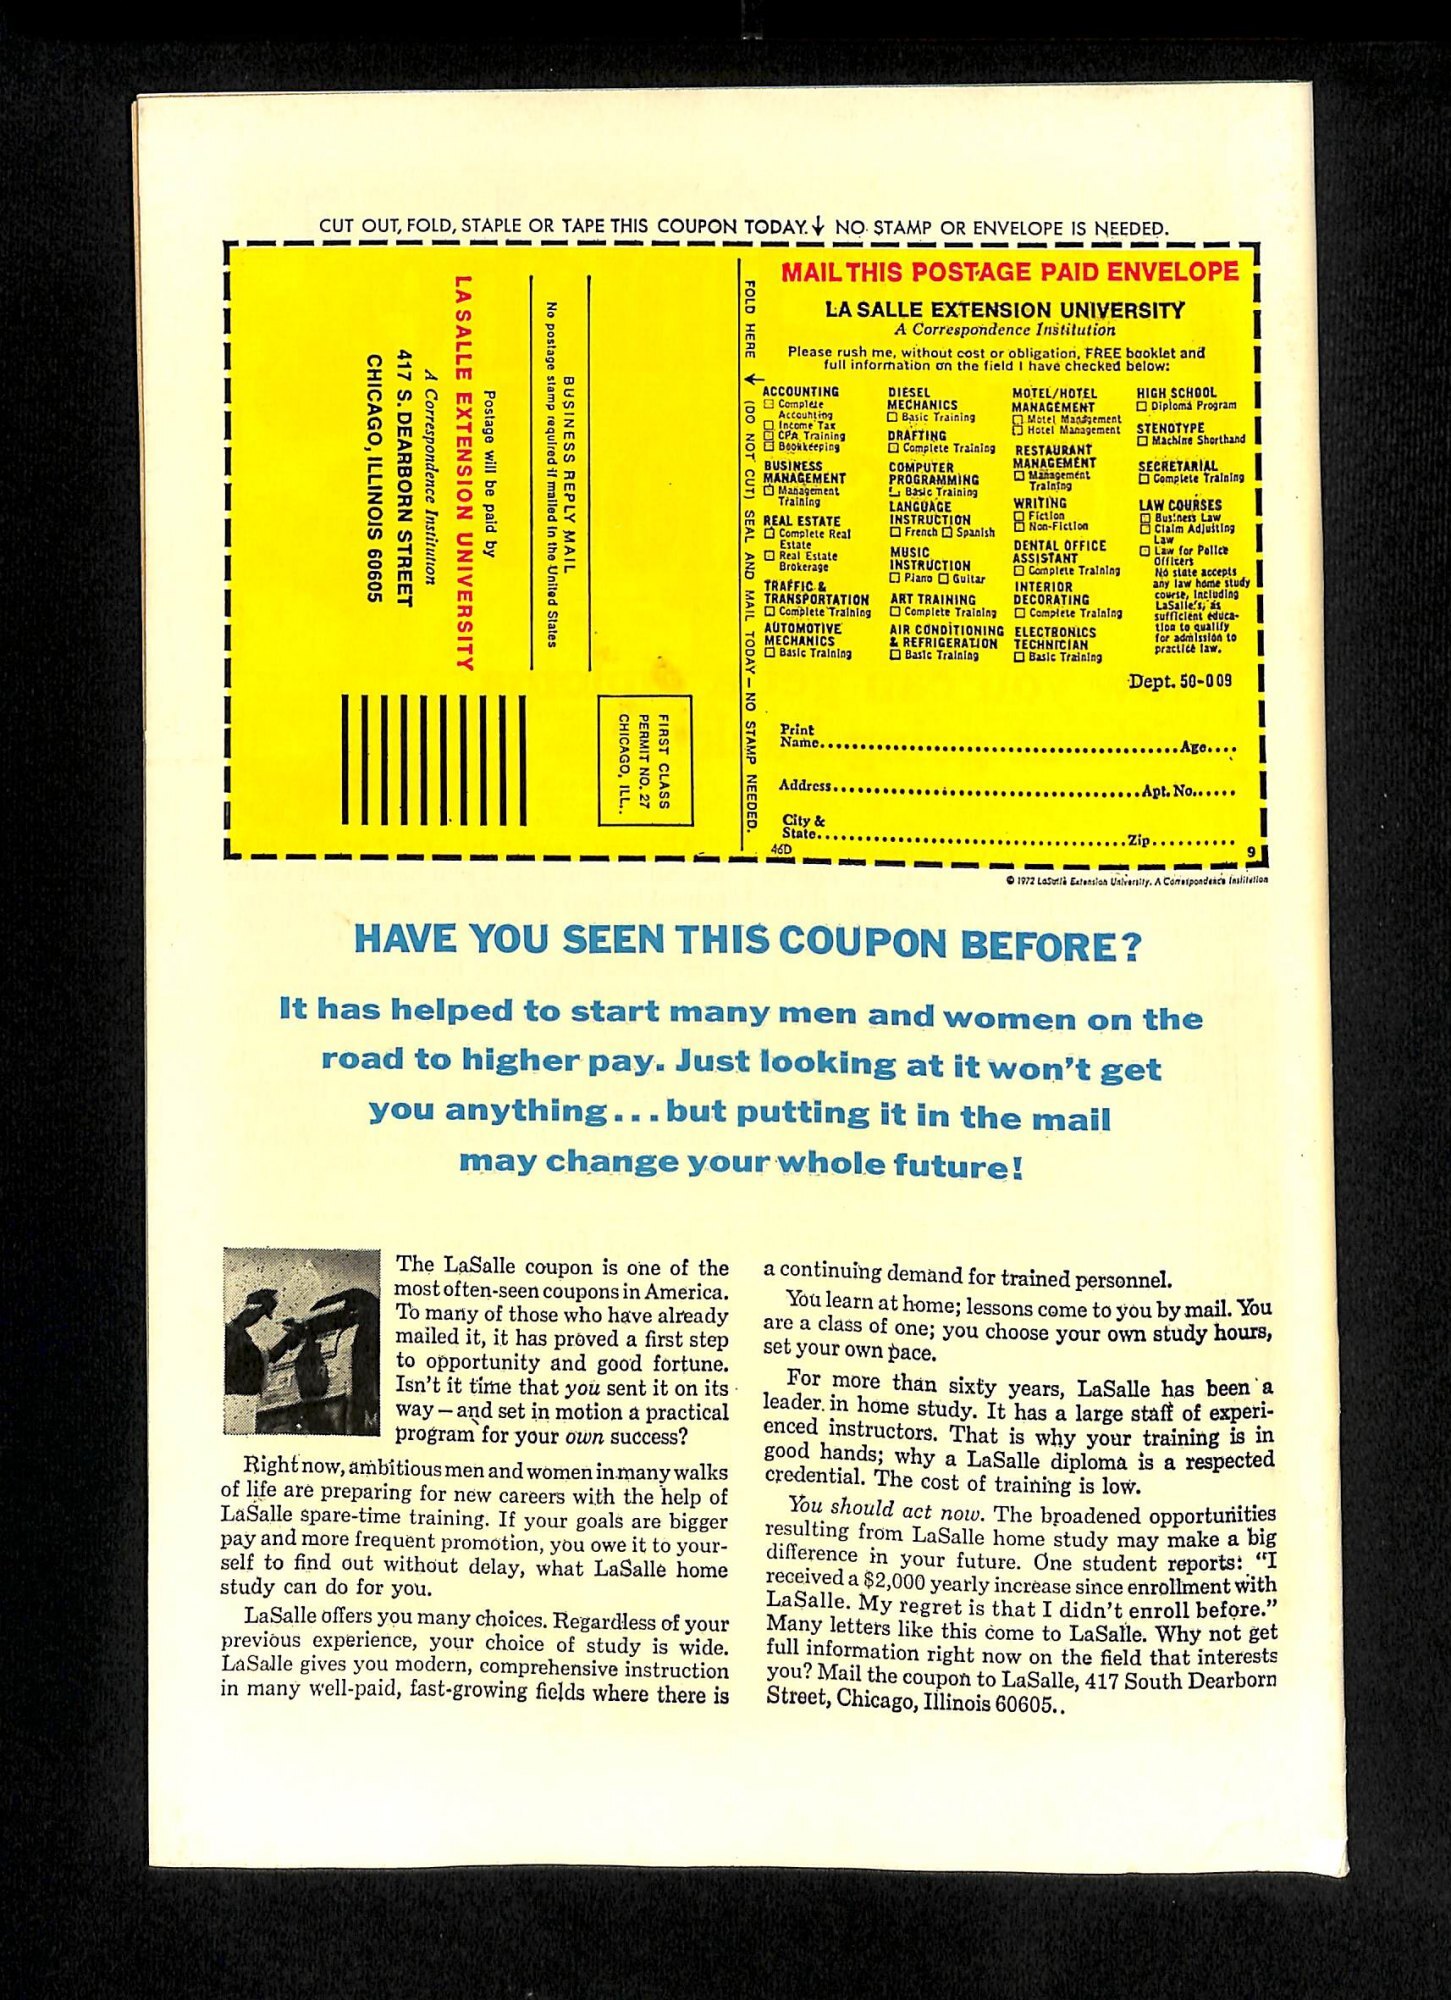 CUT OUT, FOLD, STAPLE OR TAPE THIS COUPON TODAY.↓ NO STAMP OR ENVELOPE IS NEEDED.
LA SALLE EXTENSION UNIVERSITY
A Correspondence Institution
417 S. DEARBORN STREET
CHICAGO, ILLINOIS 60605
Postage will be paid by
BUSINESS REPLY MAIL
No postage stamp required if mailed in the United States
FIRST CLASS
PERMIT NO. 27
CHICAGO, ILL..
FOLD HERE ← (DO NOT CUT) SEAL AND MAIL TODAY — NO STAMP NEEDED.
MAIL THIS POSTAGE PAID ENVELOPE
LA SALLE EXTENSION UNIVERSITY
A Correspondence Institution
Please rush me, without cost or obligation, FREE booklet and
full information on the field I have checked below:
ACCOUNTING
☐ Complete
Accounting
☐ Income Tax
☐ CPA Training
☐ Bookkeeping
BUSINESS
MANAGEMENT
☐ Management
Training
REAL ESTATE
☐ Complete Real
Estate
☐ Real Estate
Brokerage
TRAFFIC &
TRANSPORTATION
☐ Complete Training
AUTOMOTIVE
MECHANICS
☐ Basic Training
DIESEL
MECHANICS
☐ Basic Training
DRAFTING
☐ Complete Training
COMPUTER
PROGRAMMING
☐ Basic Training
LANGUAGE
INSTRUCTION
☐ French ☐ Spanish
MUSIC
INSTRUCTION
☐ Piano ☐ Guitar
ART TRAINING
☐ Complete Training
AIR CONDITIONING
& REFRIGERATION
☐ Basic Training
MOTEL/HOTEL
MANAGEMENT
☐ Motel Management
☐ Hotel Management
RESTAURANT
MANAGEMENT
☐ Management
Training
WRITING
☐ Fiction
☐ Non-Fiction
DENTAL OFFICE
ASSISTANT
☐ Complete Training
INTERIOR
DECORATING
☐ Complete Training
ELECTRONICS
TECHNICIAN
☐ Basic Training
HIGH SCHOOL
☐ Diploma Program
STENOTYPE
☐ Machine Shorthand
SECRETARIAL
☐ Complete Training
LAW COURSES
☐ Business Law
☐ Claim Adjusting
Law
☐ Law for Police
Officers
No state accepts
any law home study
course, including
LaSalle's, as
sufficient educa-
tion to qualify
for admission to
practice law.
Dept. 50-009
Print
Name........................................Age....
Address........................................Apt. No......
City &
State........................................Zip..........
46D 9
© 1972 LaSalle Extension University. A Correspondence Institution
HAVE YOU SEEN THIS COUPON BEFORE?
It has helped to start many men and women on the
road to higher pay. Just looking at it won't get
you anything...but putting it in the mail
may change your whole future!
The LaSalle coupon is one of the
most often-seen coupons in America.
To many of those who have already
mailed it, it has proved a first step
to opportunity and good fortune.
Isn't it time that you sent it on its
way — and set in motion a practical
program for your own success?
Right now, ambitious men and women in many walks
of life are preparing for new careers with the help of
LaSalle spare-time training. If your goals are bigger
pay and more frequent promotion, you owe it to your-
self to find out without delay, what LaSalle home
study can do for you.
LaSalle offers you many choices. Regardless of your
previous experience, your choice of study is wide.
LaSalle gives you modern, comprehensive instruction
in many well-paid, fast-growing fields where there is
a continuing demand for trained personnel.
You learn at home; lessons come to you by mail. You
are a class of one; you choose your own study hours,
set your own pace.
For more than sixty years, LaSalle has been a
leader in home study. It has a large staff of experi-
enced instructors. That is why your training is in
good hands; why a LaSalle diploma is a respected
credential. The cost of training is low.
You should act now. The broadened opportunities
resulting from LaSalle home study may make a big
difference in your future. One student reports: "I
received a $2,000 yearly increase since enrollment with
LaSalle. My regret is that I didn't enroll before."
Many letters like this come to LaSalle. Why not get
full information right now on the field that interests
you? Mail the coupon to LaSalle, 417 South Dearborn
Street, Chicago, Illinois 60605..